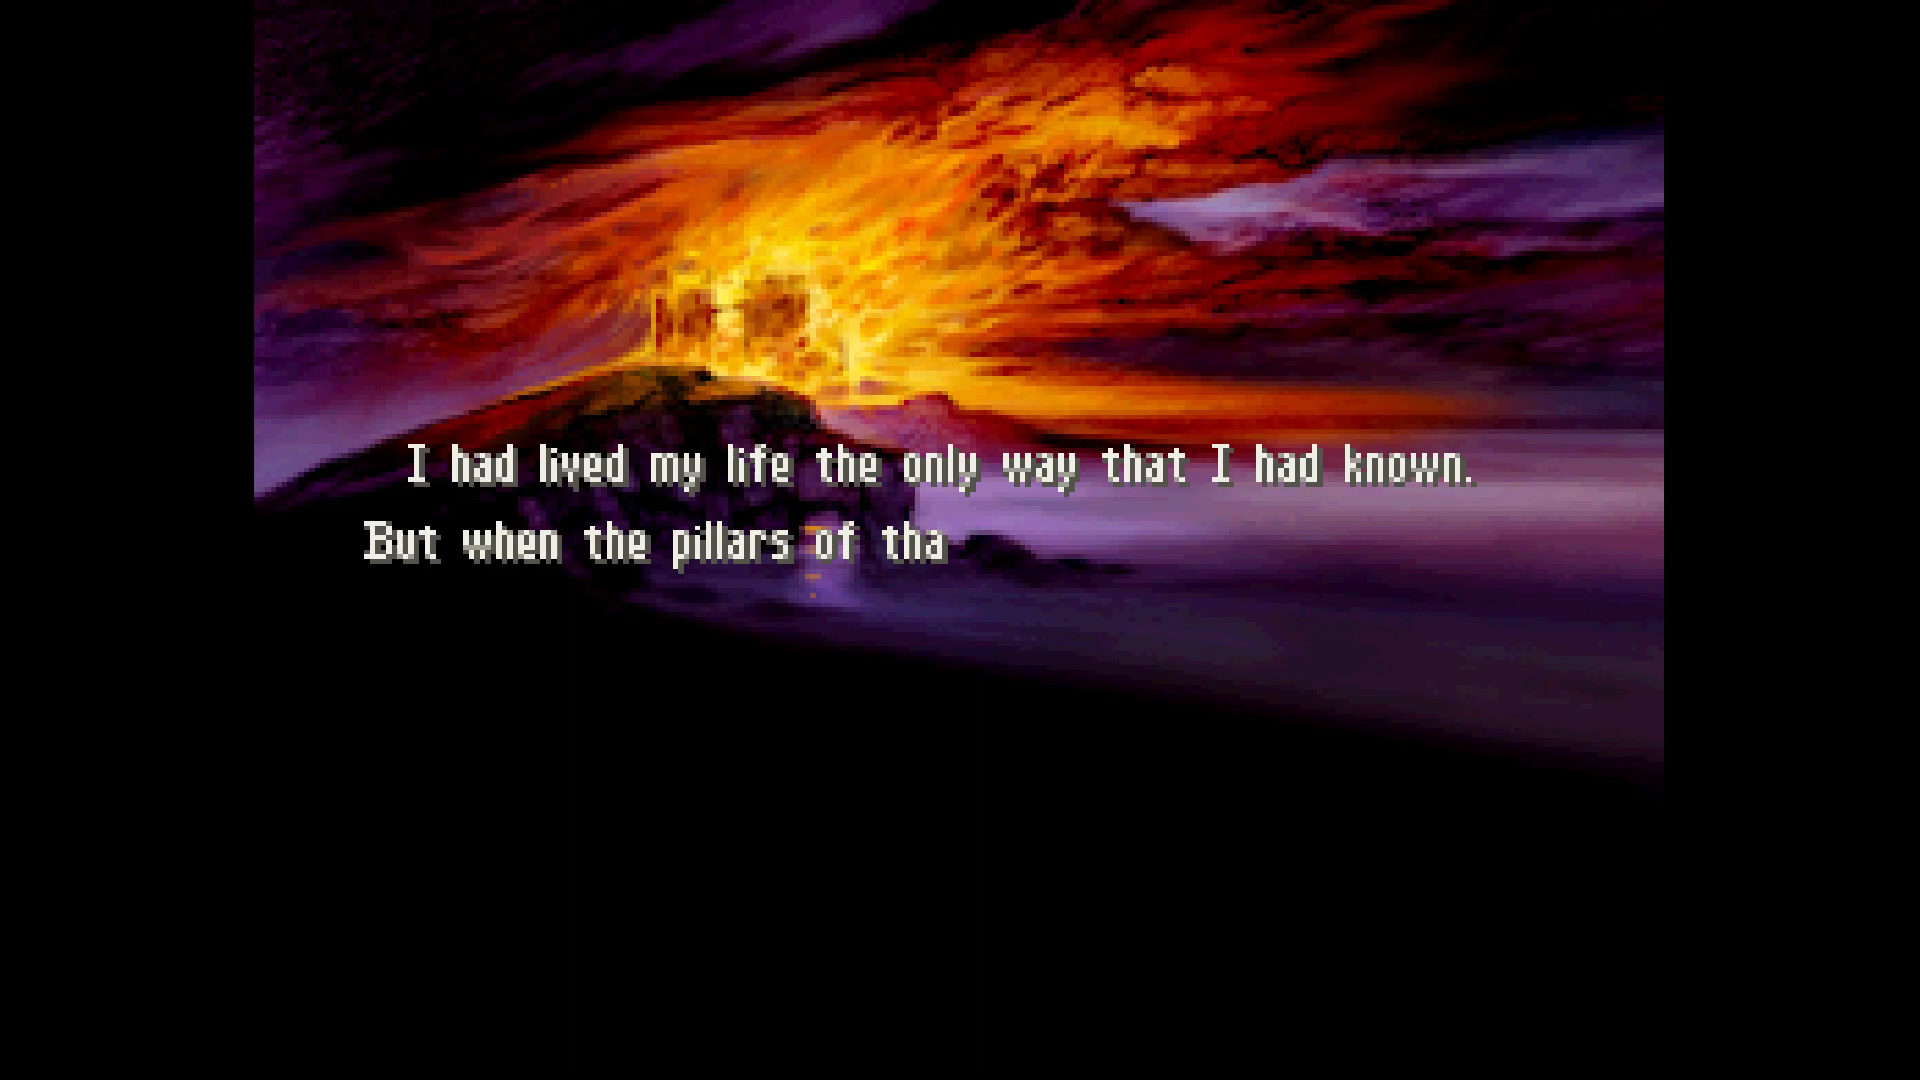 I had lived my life the only way that I had known.
But when the pillars of tha